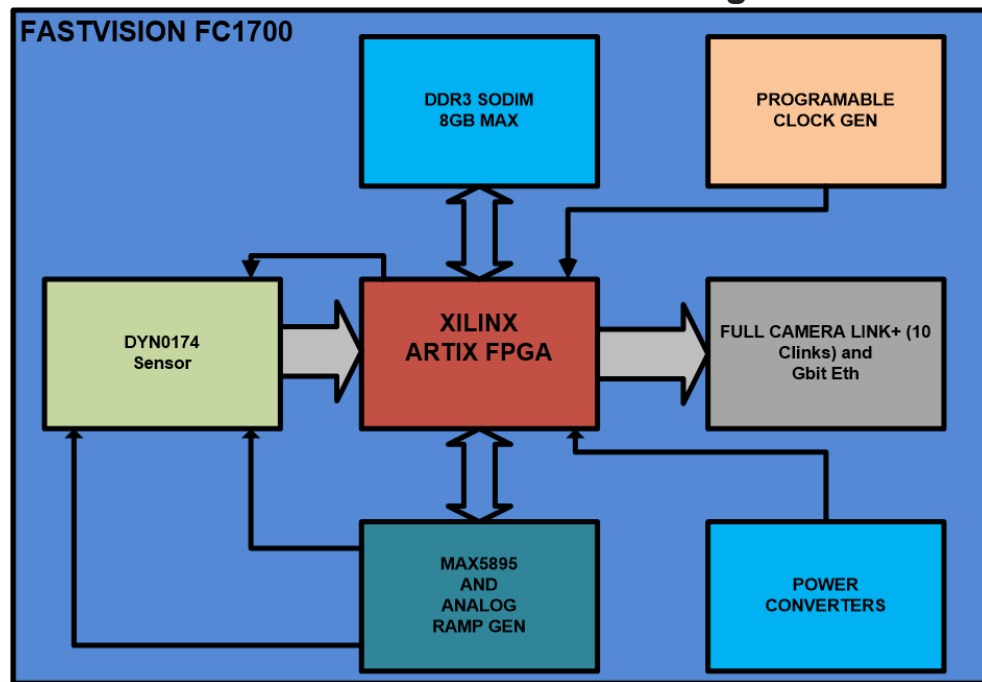 FASTVISION FC1700
DDR3 SODIM
8GB MAX
PROGRAMABLE
CLOCK GEN
DYN0174
Sensor
XILINX
ARTIX FPGA
FULL CAMERA LINK+ (10
Clinks) and
Gbit Eth
MAX5895
AND
ANALOG
RAMP GEN
POWER
CONVERTERS